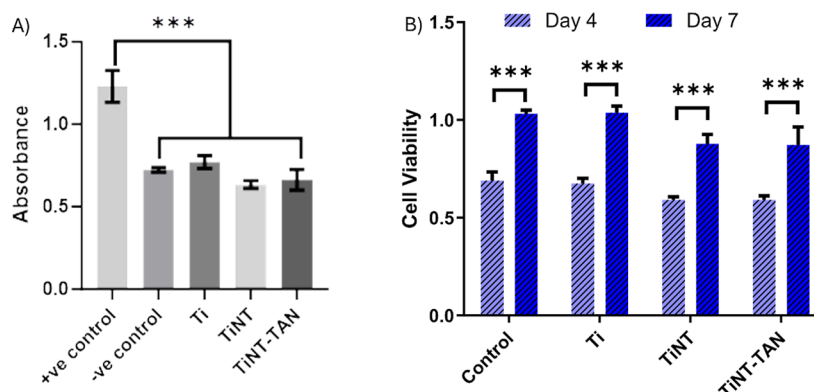 A)
***
1.5
1.0
0.5
0.0
Absorbance
+ve control
-ve control
Ti
TiNT
TiNT-TAN
B)
Day 4 Day 7
*** *** *** ***
1.5
1.0
0.5
0.0
Cell Viability
Control
Ti
TiNT
TiNT-TAN